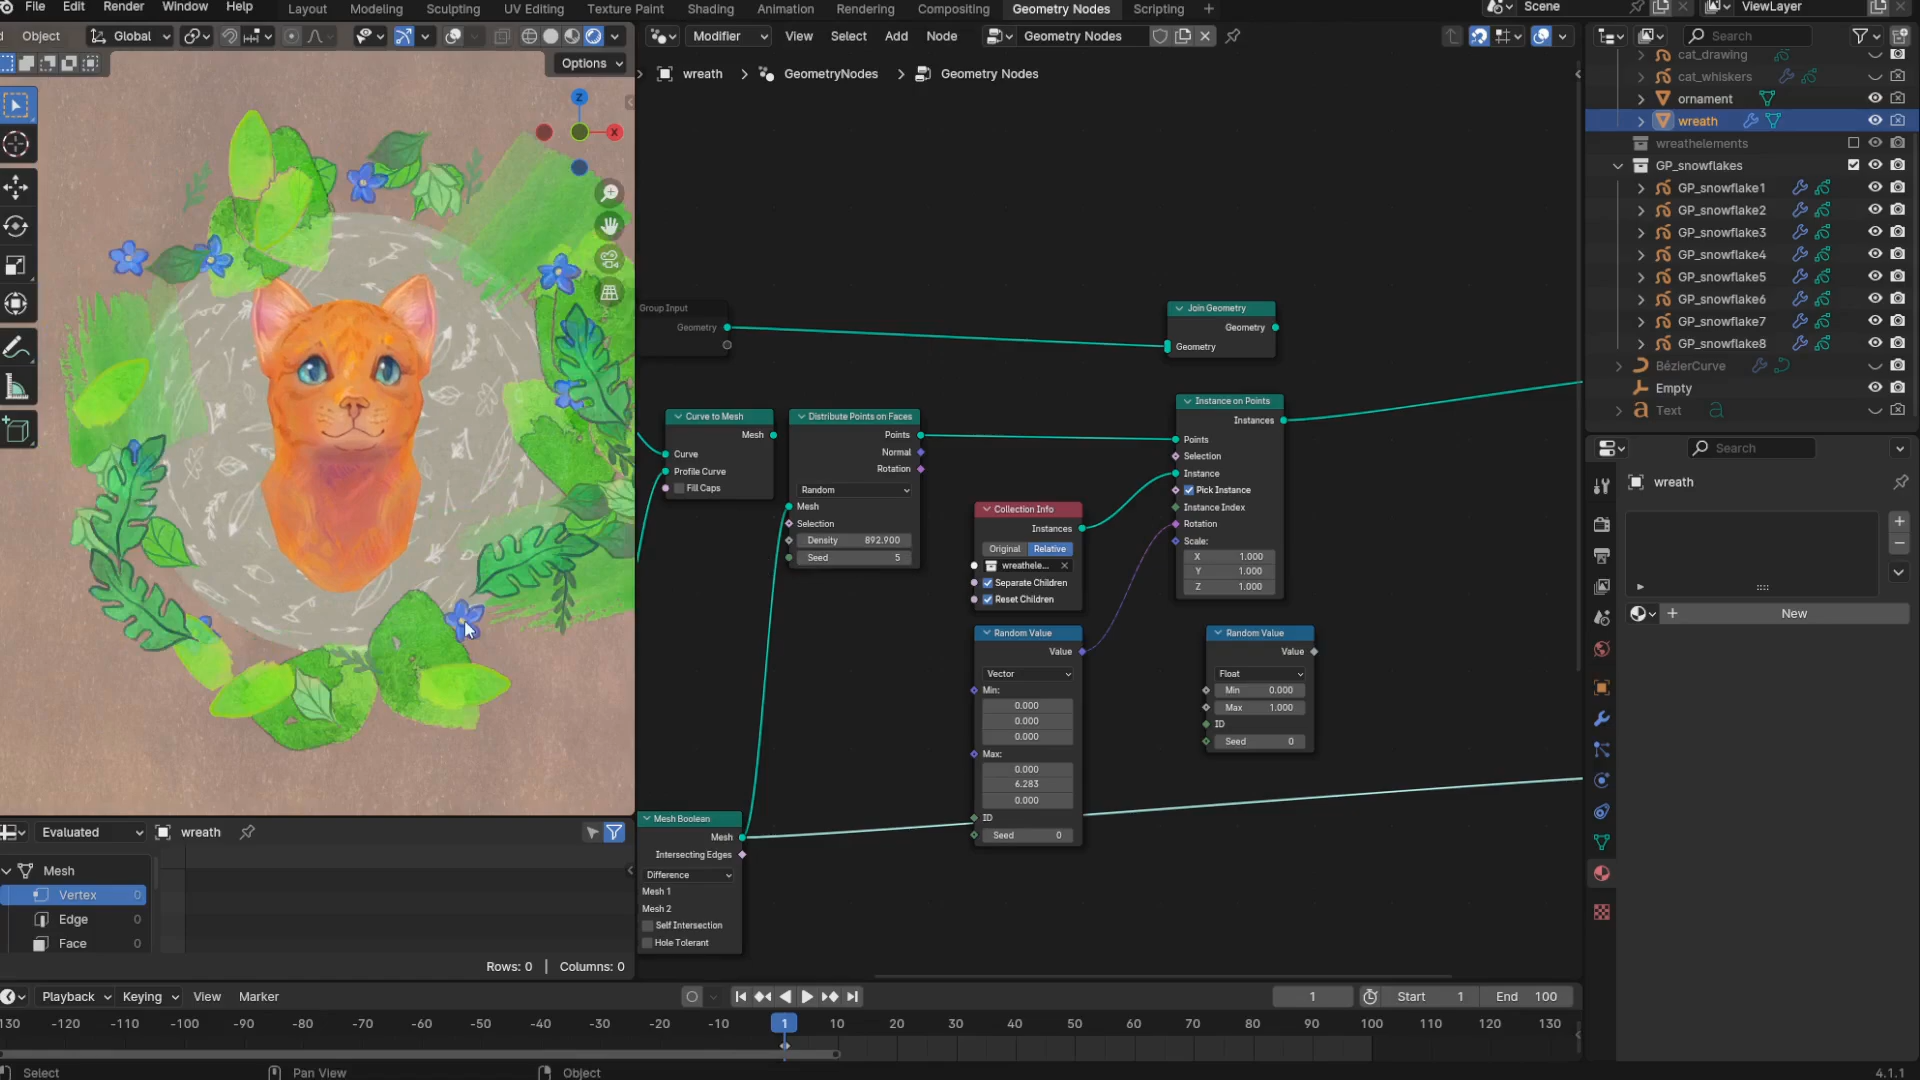 File Edit Render Window Help Layout Modeling Sculpting UV Editing Texture Paint Shading Animation Rendering Compositing Geometry Nodes Scripting Scene ViewLayer
Object Global Modifier View Select Add Node Geometry Nodes Search
Options
wreath GeometryNodes Geometry Nodes
cat_drawing
cat_whiskers
ornament
wreath
wreathelements
GP_snowflakes
GP_snowflake1
GP_snowflake2
GP_snowflake3
GP_snowflake4
GP_snowflake5
GP_snowflake6
GP_snowflake7
GP_snowflake8
BézierCurve
Empty
Text
Search
wreath
New
Z
X
Group Input
Geometry
Join Geometry
Geometry
Geometry
Curve to Mesh
Mesh
Curve
Profile Curve
Fill Caps
Distribute Points on Faces
Points
Normal
Rotation
Random
Mesh
Selection
Density 892.900
Seed 5
Instance on Points
Instances
Points
Selection
Instance
Pick Instance
Instance Index
Rotation
Scale:
X 1.000
Y 1.000
Z 1.000
Collection Info
Instances
Original Relative
wreathele...
Separate Children
Reset Children
Random Value
Value
Vector
Min:
0.000
0.000
0.000
Max:
0.000
6.283
0.000
ID
Seed 0
Random Value
Value
Float
Min 0.000
Max 1.000
ID
Seed 0
Mesh Boolean
Mesh
Intersecting Edges
Difference
Mesh 1
Mesh 2
Self Intersection
Hole Tolerant
Evaluated wreath
Mesh
Vertex 0
Edge 0
Face 0
Rows: 0 | Columns: 0
Playback Keying View Marker 1 Start 1 End 100
130 -120 -110 -100 -90 -80 -70 -60 -50 -40 -30 -20 -10 1 10 20 30 40 50 60 70 80 90 100 110 120 130
Select Pan View Object 4.1.1